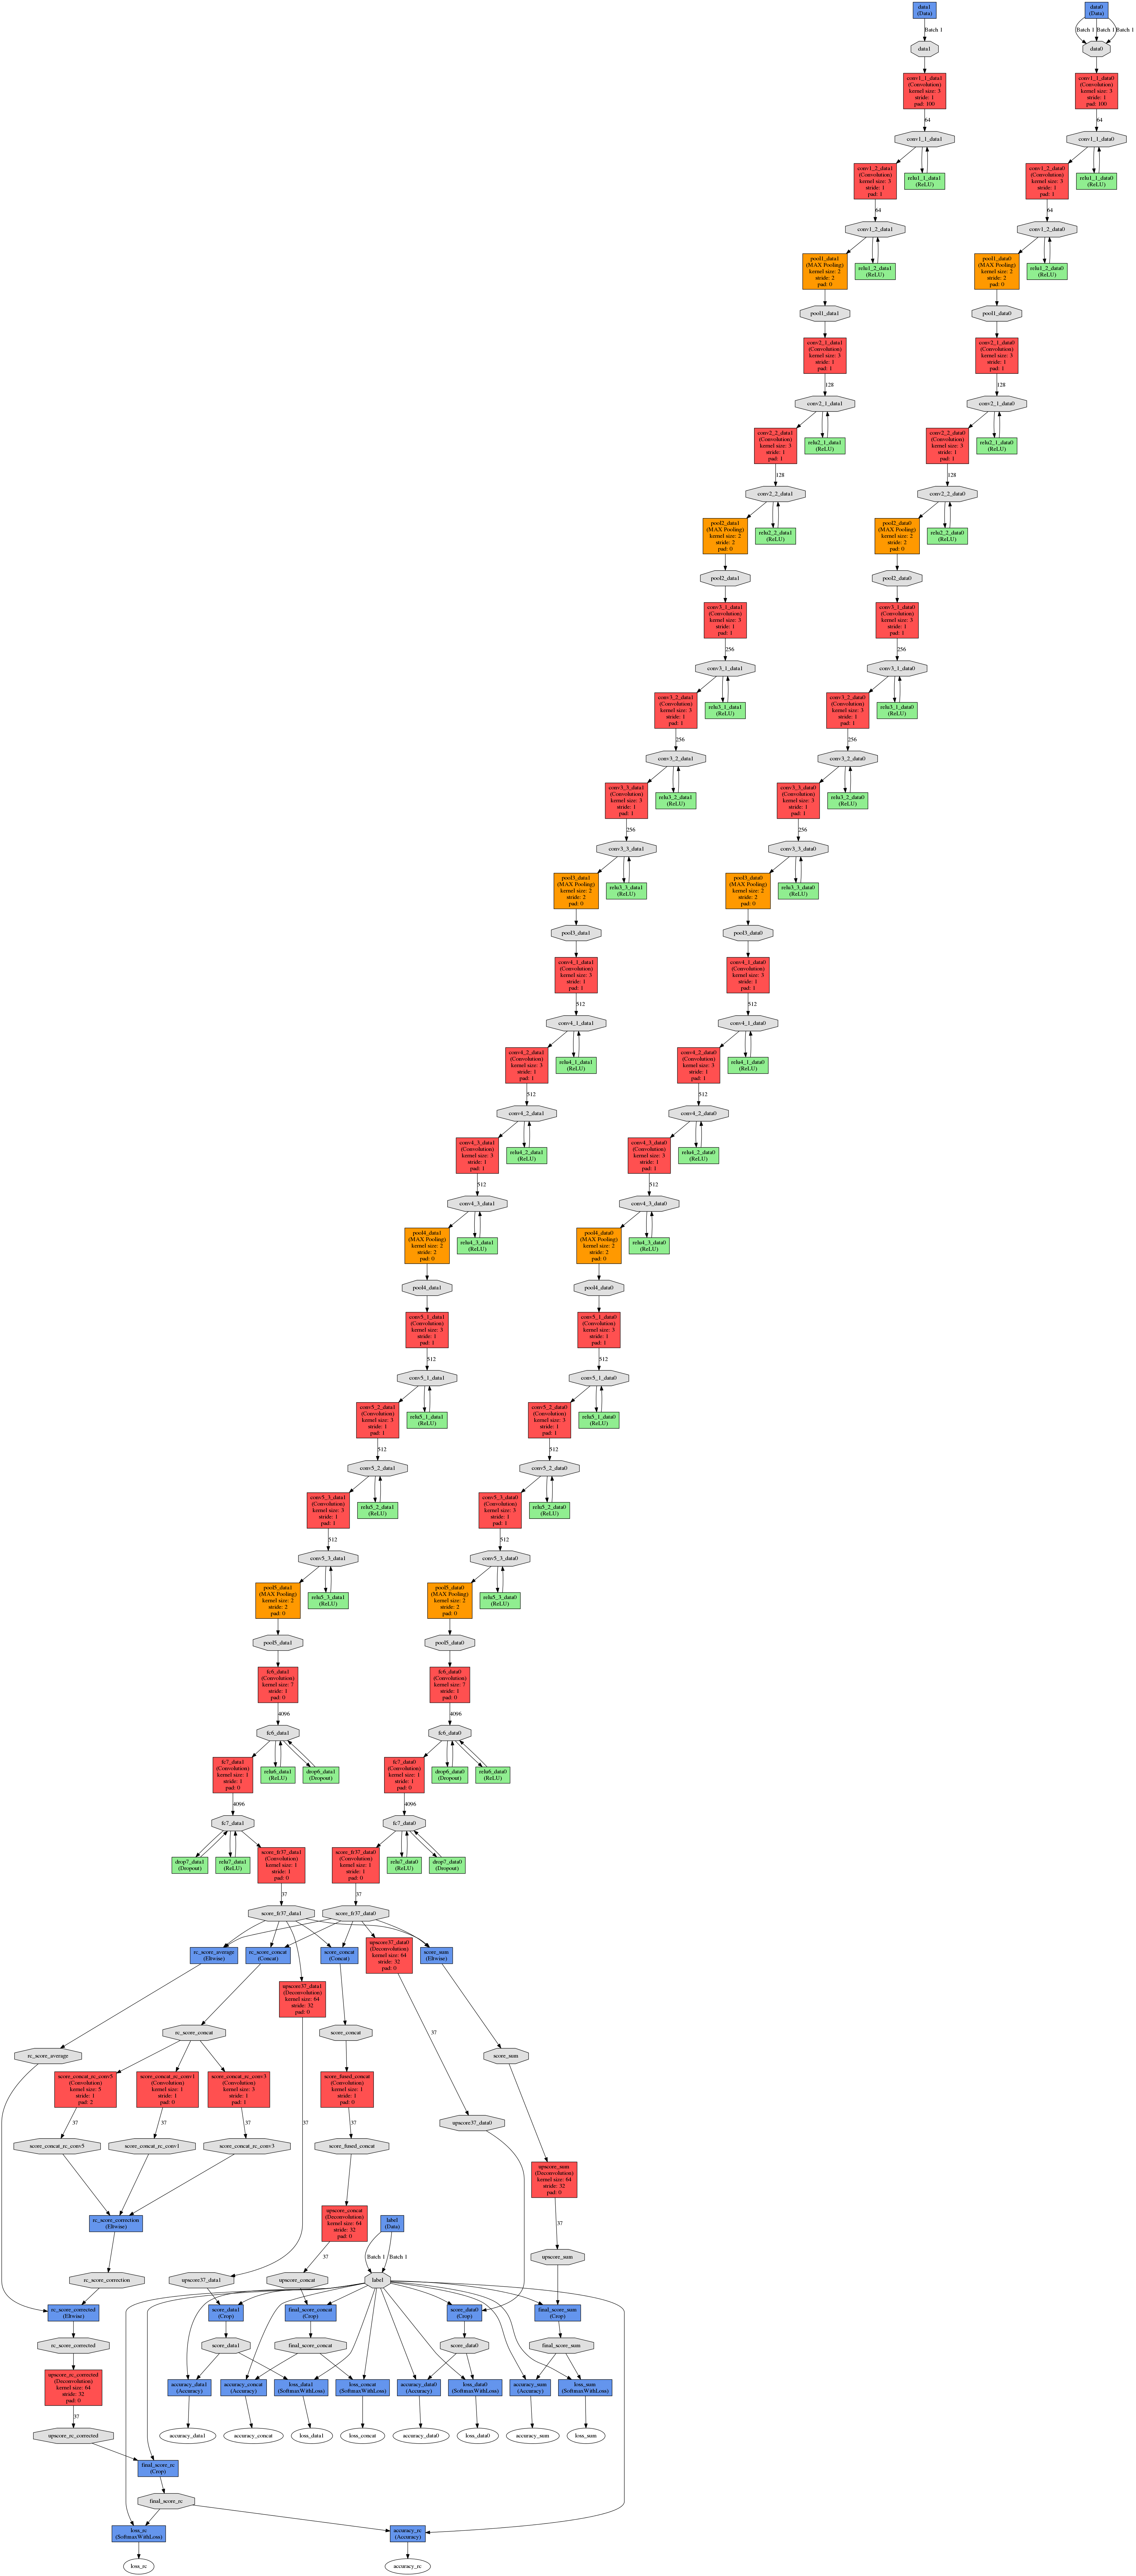 data1
(Data)
data0
(Data)
Batch 1
Batch 1
Batch 1
Batch 1
data1
data0
conv1_1_data1
(Convolution)
kernel size: 3
stride: 1
pad: 100
conv1_1_data0
(Convolution)
kernel size: 3
stride: 1
pad: 100
64
64
conv1_1_data1
conv1_1_data0
conv1_2_data1
(Convolution)
kernel size: 3
stride: 1
pad: 1
relu1_1_data1
(ReLU)
conv1_2_data0
(Convolution)
kernel size: 3
stride: 1
pad: 1
relu1_1_data0
(ReLU)
64
64
conv1_2_data1
conv1_2_data0
pool1_data1
(MAX Pooling)
kernel size: 2
stride: 2
pad: 0
relu1_2_data1
(ReLU)
pool1_data0
(MAX Pooling)
kernel size: 2
stride: 2
pad: 0
relu1_2_data0
(ReLU)
pool1_data1
pool1_data0
conv2_1_data1
(Convolution)
kernel size: 3
stride: 1
pad: 1
conv2_1_data0
(Convolution)
kernel size: 3
stride: 1
pad: 1
128
128
conv2_1_data1
conv2_1_data0
conv2_2_data1
(Convolution)
kernel size: 3
stride: 1
pad: 1
relu2_1_data1
(ReLU)
conv2_2_data0
(Convolution)
kernel size: 3
stride: 1
pad: 1
relu2_1_data0
(ReLU)
128
128
conv2_2_data1
conv2_2_data0
pool2_data1
(MAX Pooling)
kernel size: 2
stride: 2
pad: 0
relu2_2_data1
(ReLU)
pool2_data0
(MAX Pooling)
kernel size: 2
stride: 2
pad: 0
relu2_2_data0
(ReLU)
pool2_data1
pool2_data0
conv3_1_data1
(Convolution)
kernel size: 3
stride: 1
pad: 1
conv3_1_data0
(Convolution)
kernel size: 3
stride: 1
pad: 1
256
256
conv3_1_data1
conv3_1_data0
conv3_2_data1
(Convolution)
kernel size: 3
stride: 1
pad: 1
relu3_1_data1
(ReLU)
conv3_2_data0
(Convolution)
kernel size: 3
stride: 1
pad: 1
relu3_1_data0
(ReLU)
256
256
conv3_2_data1
conv3_2_data0
conv3_3_data1
(Convolution)
kernel size: 3
stride: 1
pad: 1
relu3_2_data1
(ReLU)
conv3_3_data0
(Convolution)
kernel size: 3
stride: 1
pad: 1
relu3_2_data0
(ReLU)
256
256
conv3_3_data1
conv3_3_data0
pool3_data1
(MAX Pooling)
kernel size: 2
stride: 2
pad: 0
relu3_3_data1
(ReLU)
pool3_data0
(MAX Pooling)
kernel size: 2
stride: 2
pad: 0
relu3_3_data0
(ReLU)
pool3_data1
pool3_data0
conv4_1_data1
(Convolution)
kernel size: 3
stride: 1
pad: 1
conv4_1_data0
(Convolution)
kernel size: 3
stride: 1
pad: 1
512
512
conv4_1_data1
conv4_1_data0
conv4_2_data1
(Convolution)
kernel size: 3
stride: 1
pad: 1
relu4_1_data1
(ReLU)
conv4_2_data0
(Convolution)
kernel size: 3
stride: 1
pad: 1
relu4_1_data0
(ReLU)
512
512
conv4_2_data1
conv4_2_data0
conv4_3_data1
(Convolution)
kernel size: 3
stride: 1
pad: 1
relu4_2_data1
(ReLU)
conv4_3_data0
(Convolution)
kernel size: 3
stride: 1
pad: 1
relu4_2_data0
(ReLU)
512
512
conv4_3_data1
conv4_3_data0
pool4_data1
(MAX Pooling)
kernel size: 2
stride: 2
pad: 0
relu4_3_data1
(ReLU)
pool4_data0
(MAX Pooling)
kernel size: 2
stride: 2
pad: 0
relu4_3_data0
(ReLU)
pool4_data1
pool4_data0
conv5_1_data1
(Convolution)
kernel size: 3
stride: 1
pad: 1
conv5_1_data0
(Convolution)
kernel size: 3
stride: 1
pad: 1
512
512
conv5_1_data1
conv5_1_data0
conv5_2_data1
(Convolution)
kernel size: 3
stride: 1
pad: 1
relu5_1_data1
(ReLU)
conv5_2_data0
(Convolution)
kernel size: 3
stride: 1
pad: 1
relu5_1_data0
(ReLU)
512
512
conv5_2_data1
conv5_2_data0
conv5_3_data1
(Convolution)
kernel size: 3
stride: 1
pad: 1
relu5_2_data1
(ReLU)
conv5_3_data0
(Convolution)
kernel size: 3
stride: 1
pad: 1
relu5_2_data0
(ReLU)
512
512
conv5_3_data1
conv5_3_data0
pool5_data1
(MAX Pooling)
kernel size: 2
stride: 2
pad: 0
relu5_3_data1
(ReLU)
pool5_data0
(MAX Pooling)
kernel size: 2
stride: 2
pad: 0
relu5_3_data0
(ReLU)
pool5_data1
pool5_data0
fc6_data1
(Convolution)
kernel size: 7
stride: 1
pad: 0
fc6_data0
(Convolution)
kernel size: 7
stride: 1
pad: 0
4096
4096
fc6_data1
fc6_data0
fc7_data1
(Convolution)
kernel size: 1
stride: 1
pad: 0
relu6_data1
(ReLU)
drop6_data1
(Dropout)
fc7_data0
(Convolution)
kernel size: 1
stride: 1
pad: 0
drop6_data0
(Dropout)
relu6_data0
(ReLU)
4096
4096
fc7_data1
fc7_data0
drop7_data1
(Dropout)
relu7_data1
(ReLU)
score_fr37_data1
(Convolution)
kernel size: 1
stride: 1
pad: 0
score_fr37_data0
(Convolution)
kernel size: 1
stride: 1
pad: 0
relu7_data0
(ReLU)
drop7_data0
(Dropout)
37
37
score_fr37_data1
score_fr37_data0
rc_score_average
(Eltwise)
rc_score_concat
(Concat)
score_concat
(Concat)
upscore37_data0
(Deconvolution)
kernel size: 64
stride: 32
pad: 0
score_sum
(Eltwise)
upscore37_data1
(Deconvolution)
kernel size: 64
stride: 32
pad: 0
rc_score_concat
score_concat
37
rc_score_average
score_sum
score_concat_rc_conv5
(Convolution)
kernel size: 5
stride: 1
pad: 2
score_concat_rc_conv1
(Convolution)
kernel size: 1
stride: 1
pad: 0
score_concat_rc_conv3
(Convolution)
kernel size: 3
stride: 1
pad: 1
score_fused_concat
(Convolution)
kernel size: 1
stride: 1
pad: 0
37
37
37
37
37
upscore37_data0
score_concat_rc_conv5
score_concat_rc_conv1
score_concat_rc_conv3
score_fused_concat
upscore_sum
(Deconvolution)
kernel size: 64
stride: 32
pad: 0
rc_score_correction
(Eltwise)
upscore_concat
(Deconvolution)
kernel size: 64
stride: 32
pad: 0
label
(Data)
37
37
Batch 1
Batch 1
upscore_sum
rc_score_correction
upscore37_data1
upscore_concat
label
rc_score_corrected
(Eltwise)
score_data1
(Crop)
final_score_concat
(Crop)
score_data0
(Crop)
final_score_sum
(Crop)
rc_score_corrected
score_data1
final_score_concat
score_data0
final_score_sum
upscore_rc_corrected
(Deconvolution)
kernel size: 64
stride: 32
pad: 0
accuracy_data1
(Accuracy)
accuracy_concat
(Accuracy)
loss_data1
(SoftmaxWithLoss)
loss_concat
(SoftmaxWithLoss)
accuracy_data0
(Accuracy)
loss_data0
(SoftmaxWithLoss)
accuracy_sum
(Accuracy)
loss_sum
(SoftmaxWithLoss)
37
upscore_rc_corrected
accuracy_data1
accuracy_concat
loss_data1
loss_concat
accuracy_data0
loss_data0
accuracy_sum
loss_sum
final_score_rc
(Crop)
final_score_rc
loss_rc
(SoftmaxWithLoss)
accuracy_rc
(Accuracy)
loss_rc
accuracy_rc